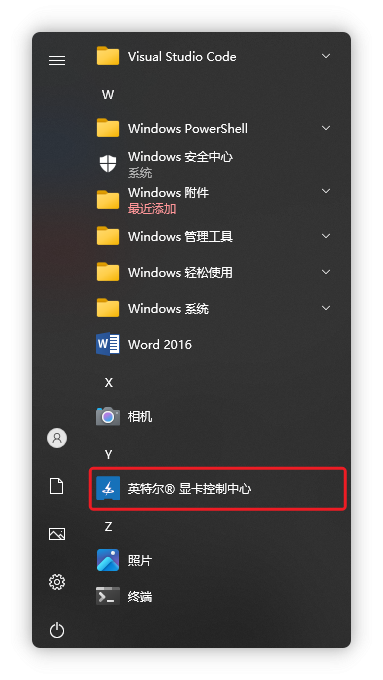 Visual Studio Code
W
Windows PowerShell
Windows 安全中心
系统
Windows 附件
最近添加
Windows 管理工具
Windows 轻松使用
Windows 系统
Word 2016
X
相机
Y
英特尔® 显卡控制中心
Z
照片
终端